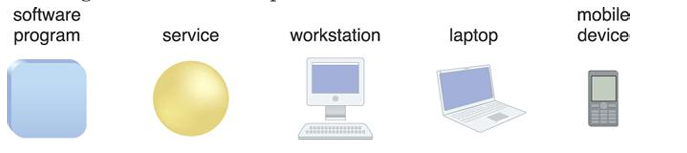 software
program
service
workstation
laptop
mobile
device